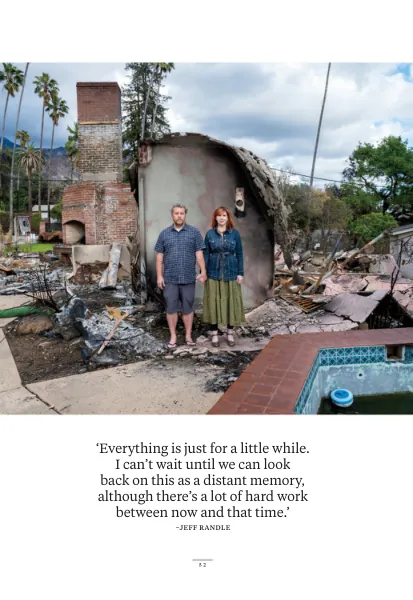 ‘Everything is just for a little while.
I can’t wait until we can look
back on this as a distant memory,
although there’s a lot of hard work
between now and that time.’
–JEFF RANDLE
82